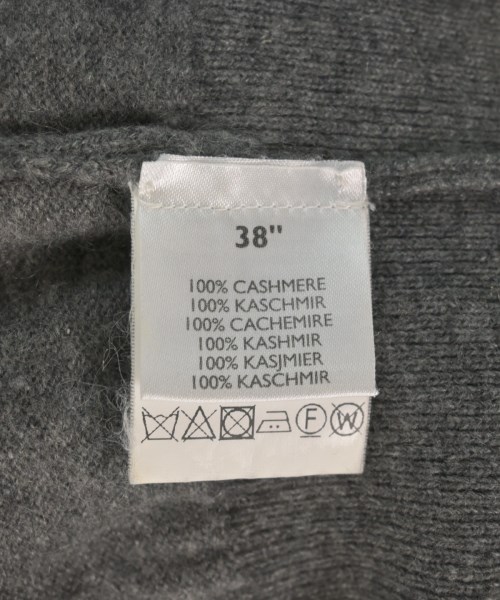 38"
100% CASHMERE
100% KASCHMIR
100% CACHEMIRE
100% KASHMIR
100% KASJMIER
100% KASCHMIR
F W